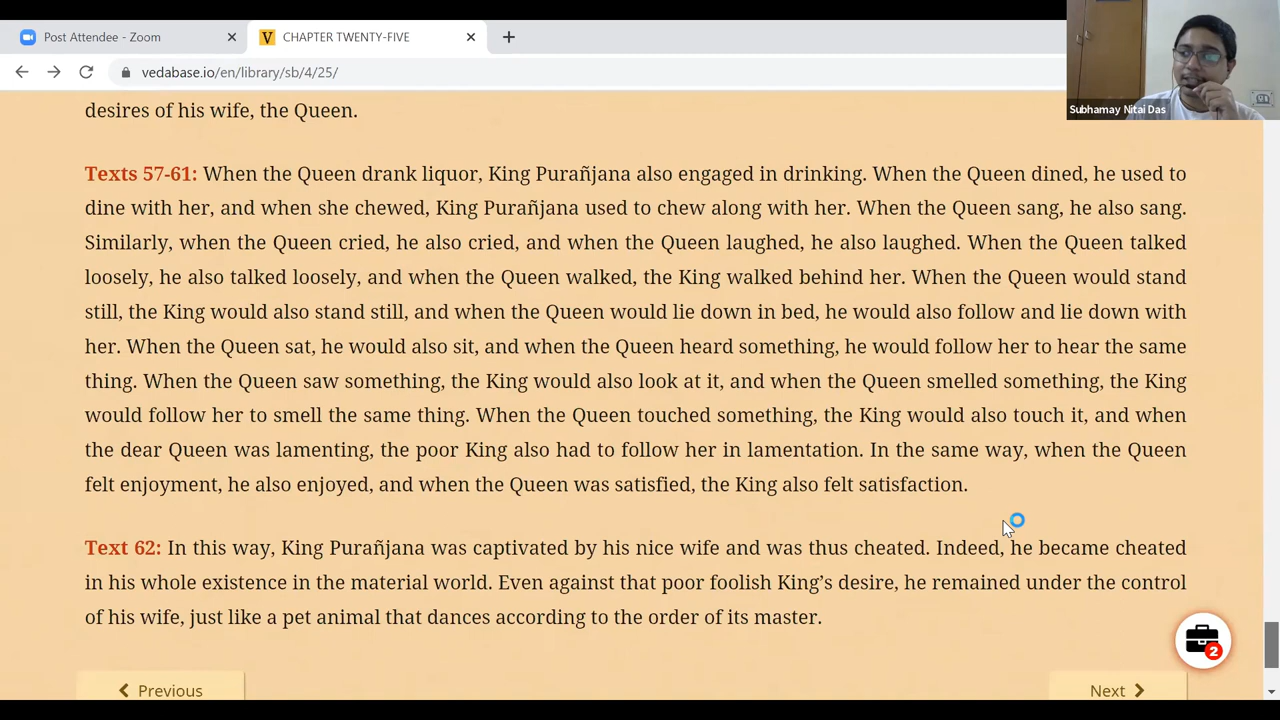 Post Attendee - Zoom
CHAPTER TWENTY-FIVE
vedabase.io/en/library/sb/4/25/
Subhamay Nitai Das
desires of his wife, the Queen.
Texts 57-61: When the Queen drank liquor, King Purañjana also engaged in drinking. When the Queen dined, he used to
dine with her, and when she chewed, King Purañjana used to chew along with her. When the Queen sang, he also sang.
Similarly, when the Queen cried, he also cried, and when the Queen laughed, he also laughed. When the Queen talked
loosely, he also talked loosely, and when the Queen walked, the King walked behind her. When the Queen would stand
still, the King would also stand still, and when the Queen would lie down in bed, he would also follow and lie down with
her. When the Queen sat, he would also sit, and when the Queen heard something, he would follow her to hear the same
thing. When the Queen saw something, the King would also look at it, and when the Queen smelled something, the King
would follow her to smell the same thing. When the Queen touched something, the King would also touch it, and when
the dear Queen was lamenting, the poor King also had to follow her in lamentation. In the same way, when the Queen
felt enjoyment, he also enjoyed, and when the Queen was satisfied, the King also felt satisfaction.
Text 62: In this way, King Purañjana was captivated by his nice wife and was thus cheated. Indeed, he became cheated
in his whole existence in the material world. Even against that poor foolish King’s desire, he remained under the control
of his wife, just like a pet animal that dances according to the order of its master.
2
Previous
Next